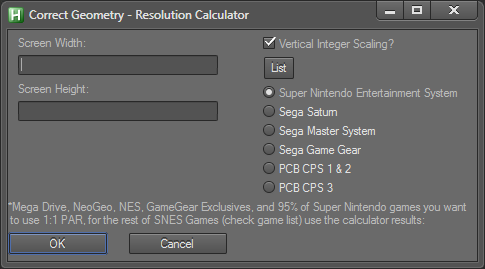 Correct Geometry - Resolution Calculator
Screen Width:
Vertical Integer Scaling?
List
Screen Height:
Super Nintendo Entertainment System
Sega Saturn
Sega Master System
Sega Game Gear
PCB CPS 1 & 2
PCB CPS 3
*Mega Drive, NeoGeo, NES, GameGear Exclusives, and 95% of Super Nintendo games you want
to use 1:1 PAR, for the rest of SNES Games (check game list) use the calculator results:
OK
Cancel